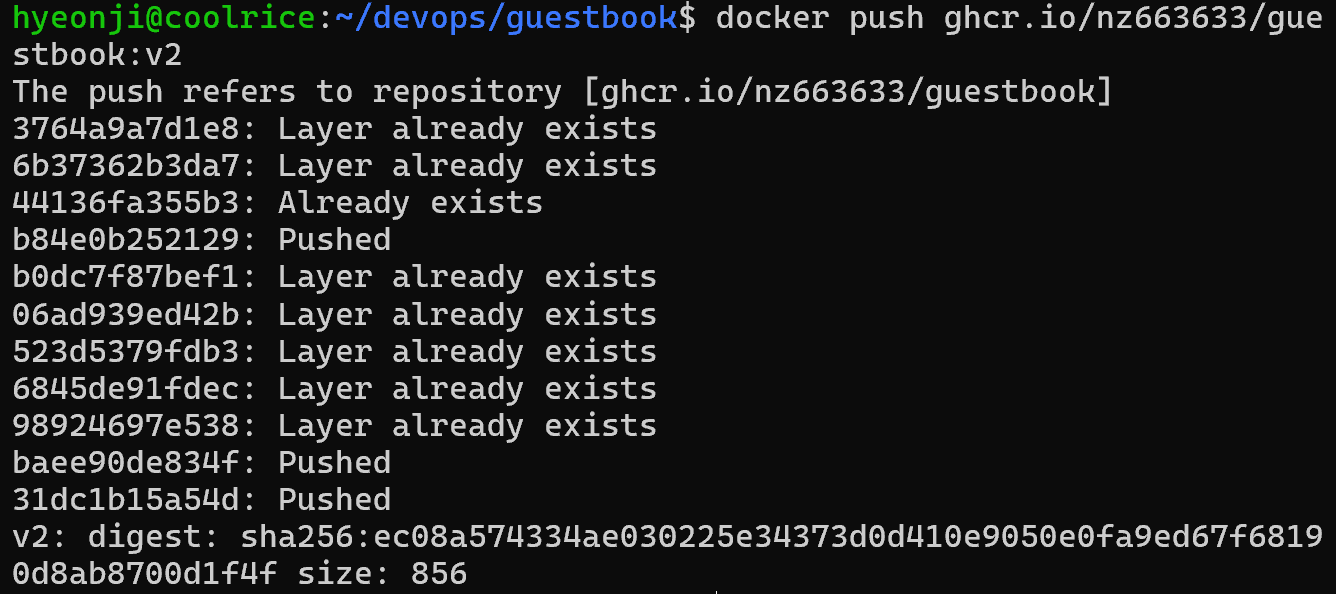 hyeonji@coolrice:~/devops/guestbook$ docker push ghcr.io/nz663633/gue
stbook:v2
The push refers to repository [ghcr.io/nz663633/guestbook]
3764a9a7d1e8: Layer already exists
6b37362b3da7: Layer already exists
44136fa355b3: Already exists
b84e0b252129: Pushed
b0dc7f87bef1: Layer already exists
06ad939ed42b: Layer already exists
523d5379fdb3: Layer already exists
6845de91fdec: Layer already exists
98924697e538: Layer already exists
baee90de834f: Pushed
31dc1b15a54d: Pushed
v2: digest: sha256:ec08a574334ae030225e34373d0d410e9050e0fa9ed67f6819
0d8ab8700d1f4f size: 856